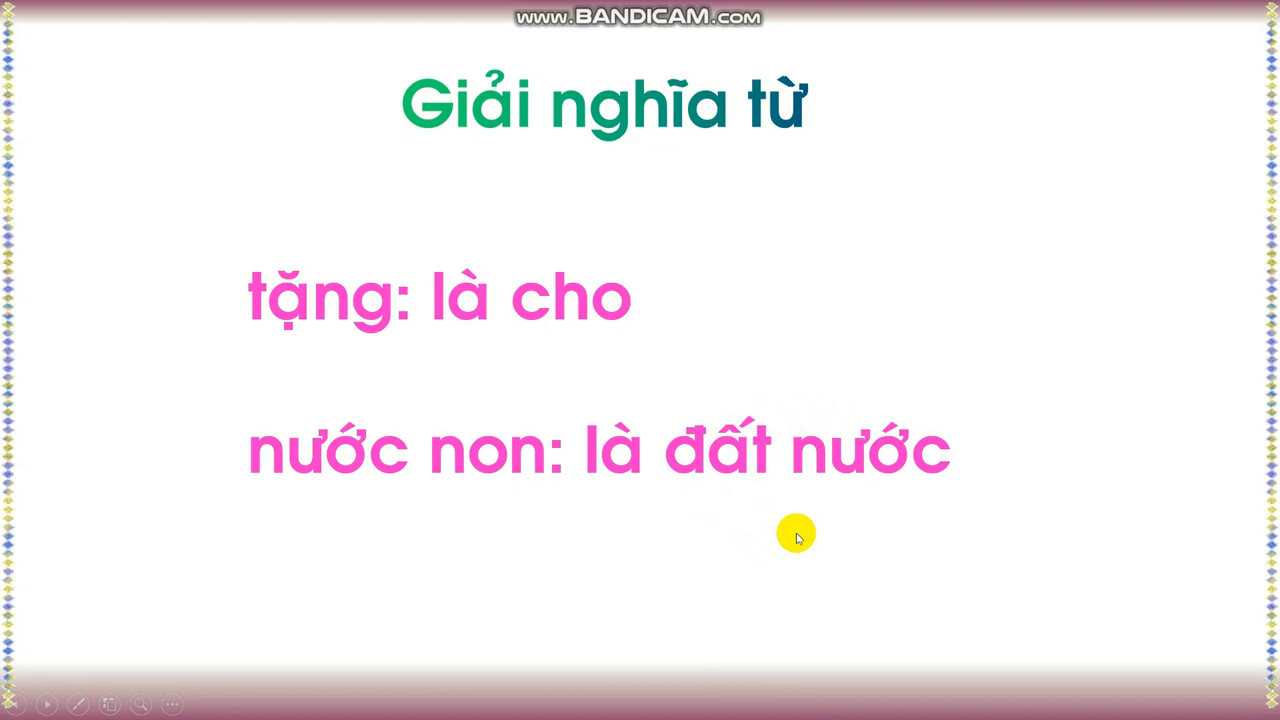 www.BANDICAM.com
Giải nghĩa từ
tặng: là cho
nước non: là đất nước